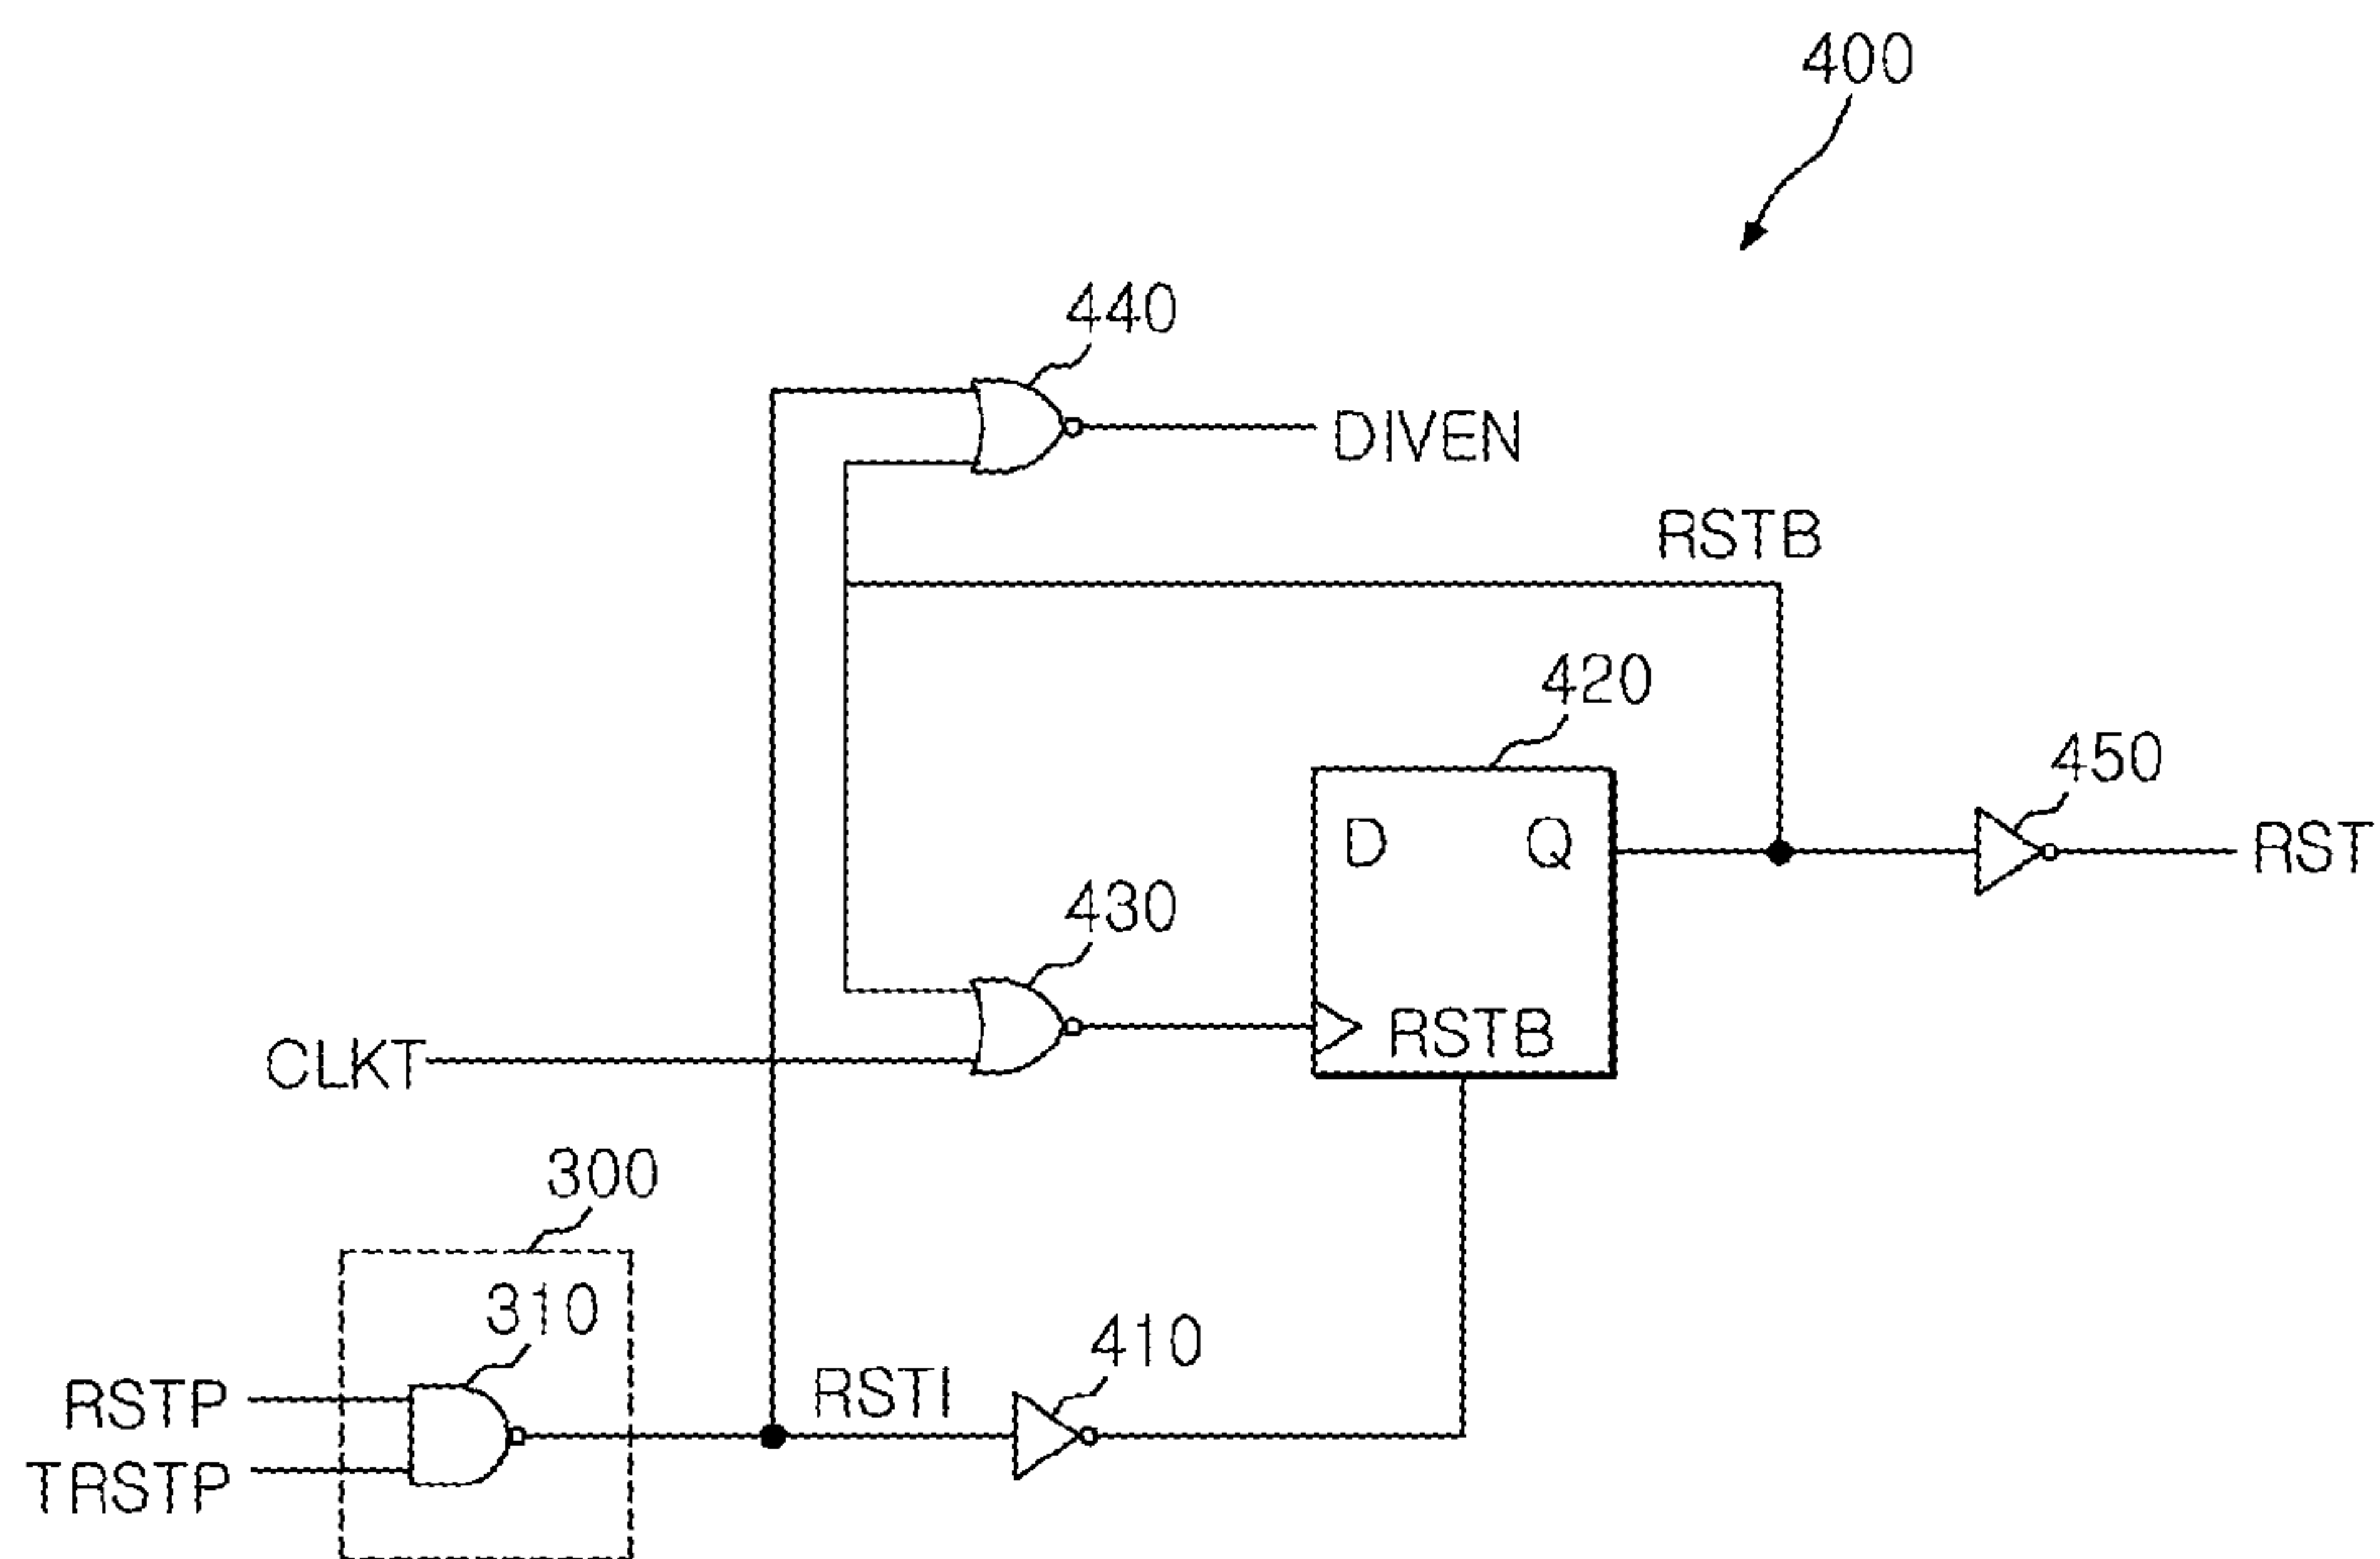 400
440
DIVEN
RSTB
420
450
D
Q
RST
430
RSTB
CLKT
300
310
410
RSTP
RSTI
TRSTP